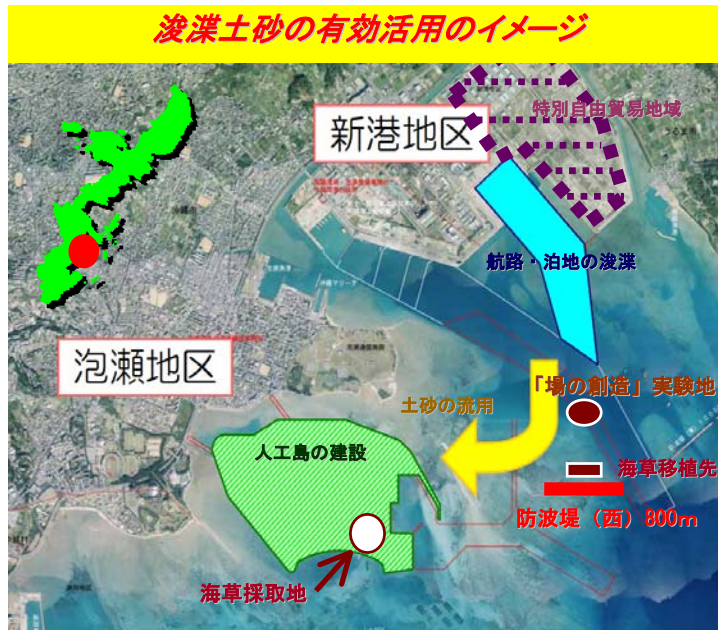 浚渫土砂の有効活用のイメージ
特別自由貿易地域
新港地区
航路・泊地の浚渫
泡瀬地区
「場の創造」実験地
土砂の流用
人工島の建設
海草移植先
防波堤（西）800m
海草採取地